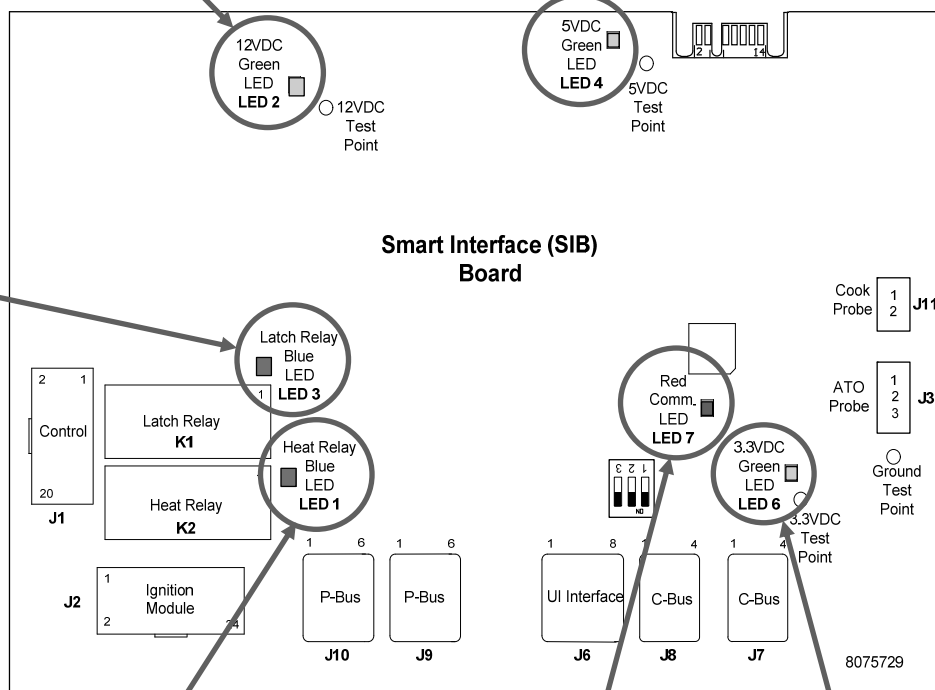 12VDC
Green
LED
LED 2
12VDC
Test
Point
5VDC
Green
LED
LED 4
5VDC
Test
Point
2 1 14
Smart Interface (SIB)
Board
Cook
Probe
1
2
J11
ATO
Probe
1
2
3
J3
Ground
Test
Point
Latch Relay
Blue
LED
LED 3
2 1
Control
20
J1
1
Latch Relay
K1
Heat Relay
K2
Heat Relay
Blue
LED
LED 1
Red
Comm.
LED
LED 7
3.3VDC
Green
LED
LED 6
3.3VDC
Test
Point
1 2 3
ON
J2
1
2
Ignition
Module
24
1 6
P-Bus
J10
1 6
P-Bus
J9
1 8
UI Interface
J6
1 4
C-Bus
J8
1 4
C-Bus
J7
8075729